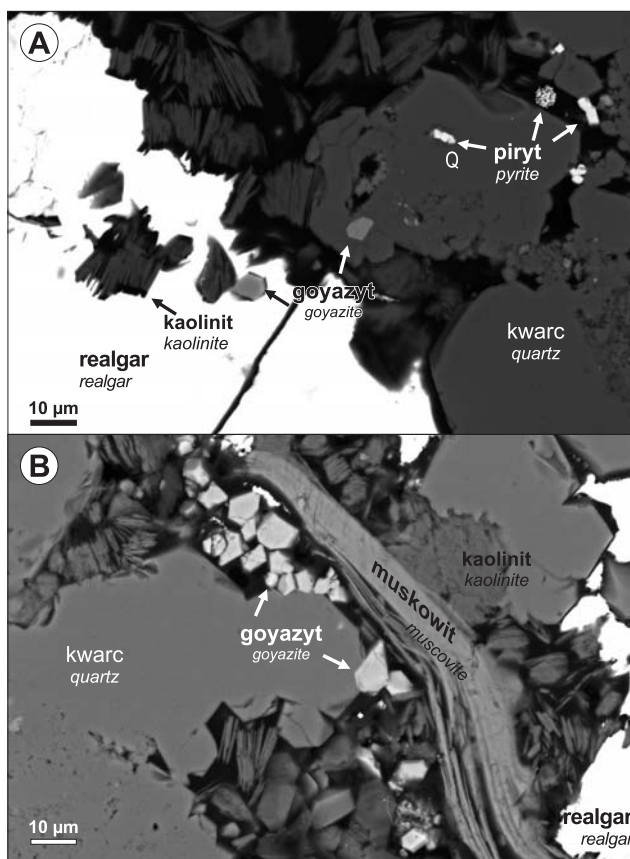 A
piryt
Q
pyrite
goyazyt
goyazite
kaolinit
kaolinite
kwarc
quartz
realgar
realgar
10 µm
B
kaolinit
kaolinite
muskowit
muscovite
goyazyt
goyazite
kwarc
quartz
realgar
realgar
10 µm